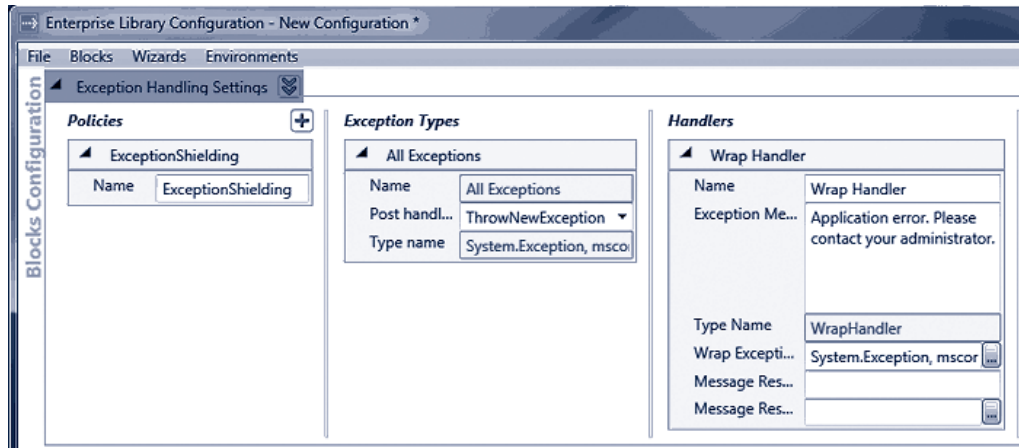 Enterprise Library Configuration - New Configuration *
File Blocks Wizards Environments
Blocks Configuration
Exception Handling Settings
Policies
ExceptionShielding
Name ExceptionShielding
Exception Types
All Exceptions
Name All Exceptions
Post handl... ThrowNewException
Type name System.Exception, msco
Handlers
Wrap Handler
Name Wrap Handler
Exception Me... Application error. Please
contact your administrator.
Type Name WrapHandler
Wrap Excepti... System.Exception, mscor
Message Res...
Message Res...